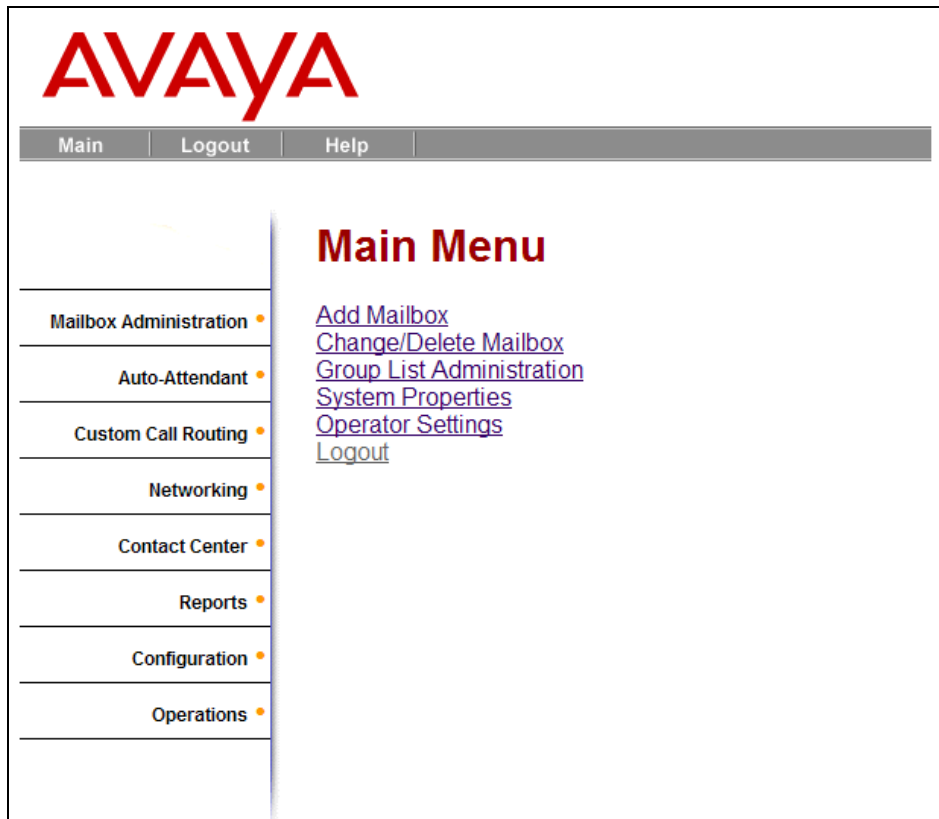 AVAYA
Main Logout Help
Main Menu
Mailbox Administration
Auto-Attendant
Custom Call Routing
Networking
Contact Center
Reports
Configuration
Operations
Add Mailbox
Change/Delete Mailbox
Group List Administration
System Properties
Operator Settings
Logout